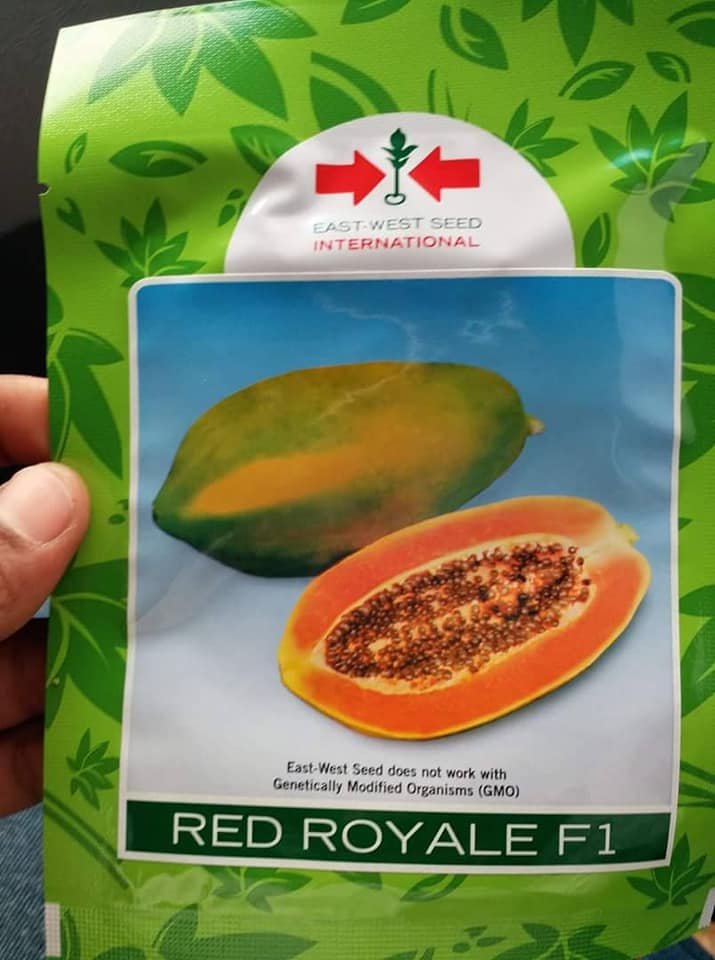 EAST-WEST SEED
INTERNATIONAL
East-West Seed does not work with
Genetically Modified Organisms (GMO)
RED ROYALE F1